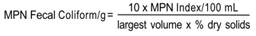 MPN Fecal Coliform/g= 10 x MPN Index/100 mL
largest volume x % dry solids